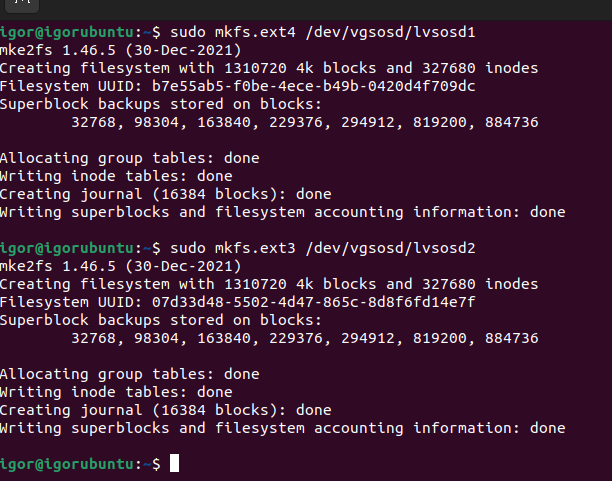 igor@igorubuntu:~$ sudo mkfs.ext4 /dev/vgsosd/lvsosd1
mke2fs 1.46.5 (30-Dec-2021)
Creating filesystem with 1310720 4k blocks and 327680 inodes
Filesystem UUID: b7e55ab5-f0be-4ece-b49b-0420d4f709dc
Superblock backups stored on blocks:
        32768, 98304, 163840, 229376, 294912, 819200, 884736

Allocating group tables: done
Writing inode tables: done
Creating journal (16384 blocks): done
Writing superblocks and filesystem accounting information: done

igor@igorubuntu:~$ sudo mkfs.ext3 /dev/vgsosd/lvsosd2
mke2fs 1.46.5 (30-Dec-2021)
Creating filesystem with 1310720 4k blocks and 327680 inodes
Filesystem UUID: 07d33d48-5502-4d47-865c-8d8f6fd14e7f
Superblock backups stored on blocks:
        32768, 98304, 163840, 229376, 294912, 819200, 884736

Allocating group tables: done
Writing inode tables: done
Creating journal (16384 blocks): done
Writing superblocks and filesystem accounting information: done

igor@igorubuntu:~$